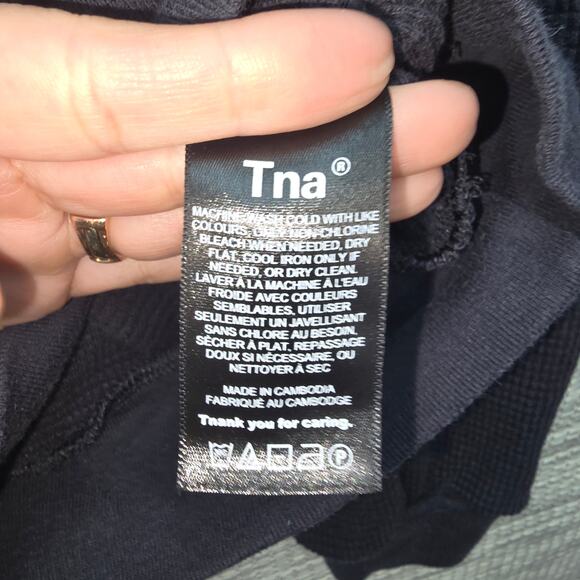 Tna®
MACHINE WASH COLD WITH LIKE
COLOURS, ONLY NON CHLORINE
BLEACH WHEN NEEDED, DRY
FLAT, COOL IRON ONLY IF
NEEDED, OR DRY CLEAN.
LAVER À LA MACHINE À L'EAU
FROIDE AVEC COULEURS
SEMBLABLES. UTILISER
SEULEMENT UN JAVELLISANT
SANS CHLORE AU BESOIN,
SÉCHER À PLAT, REPASSAGE
DOUX SI NÉCESSAIRE, OU
NETTOYER À SEC
MADE IN CAMBODIA
FABRIQUÉ AU CAMBODGE
Tnank you for caring.
P